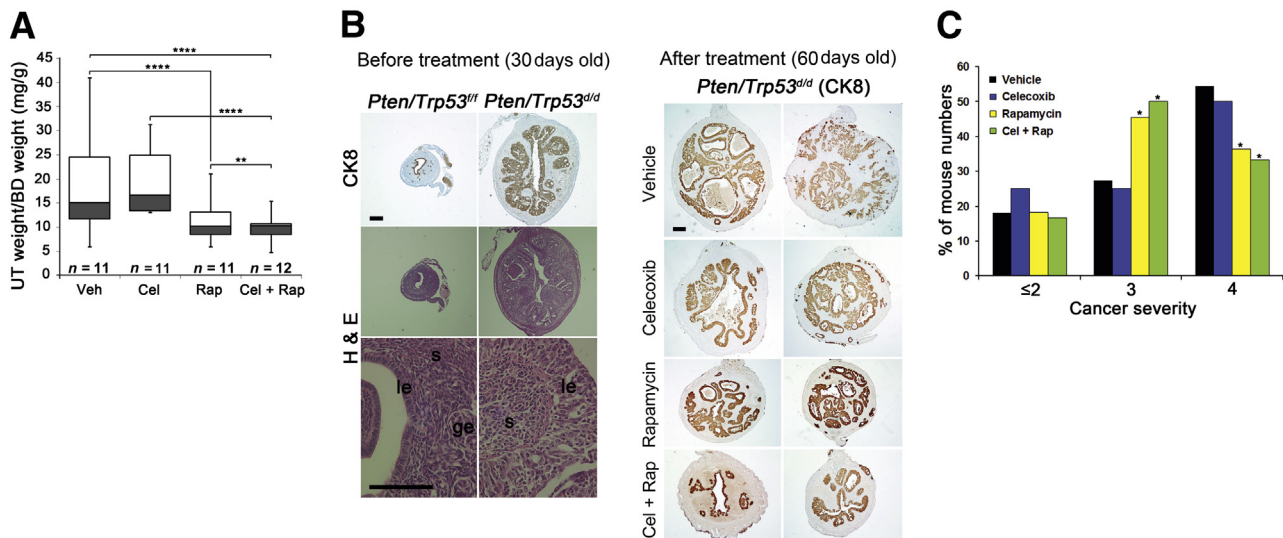 A
UT weight/BD weight (mg/g)
45
40
35
30
25
20
15
10
5
0
****
****
****
**
n = 11
n = 11
n = 11
n = 12
Veh
Cel
Rap
Cel + Rap
B
Before treatment (30 days old)
Pten/Trp53f/f
Pten/Trp53d/d
CK8
H & E
s
le
ge
le
s
After treatment (60 days old)
Pten/Trp53d/d (CK8)
Vehicle
Celecoxib
Rapamycin
Cel + Rap
C
% of mouse numbers
60
50
40
30
20
10
0
Vehicle
Celecoxib
Rapamycin
Cel + Rap
*
*
*
*
≤2
3
4
Cancer severity